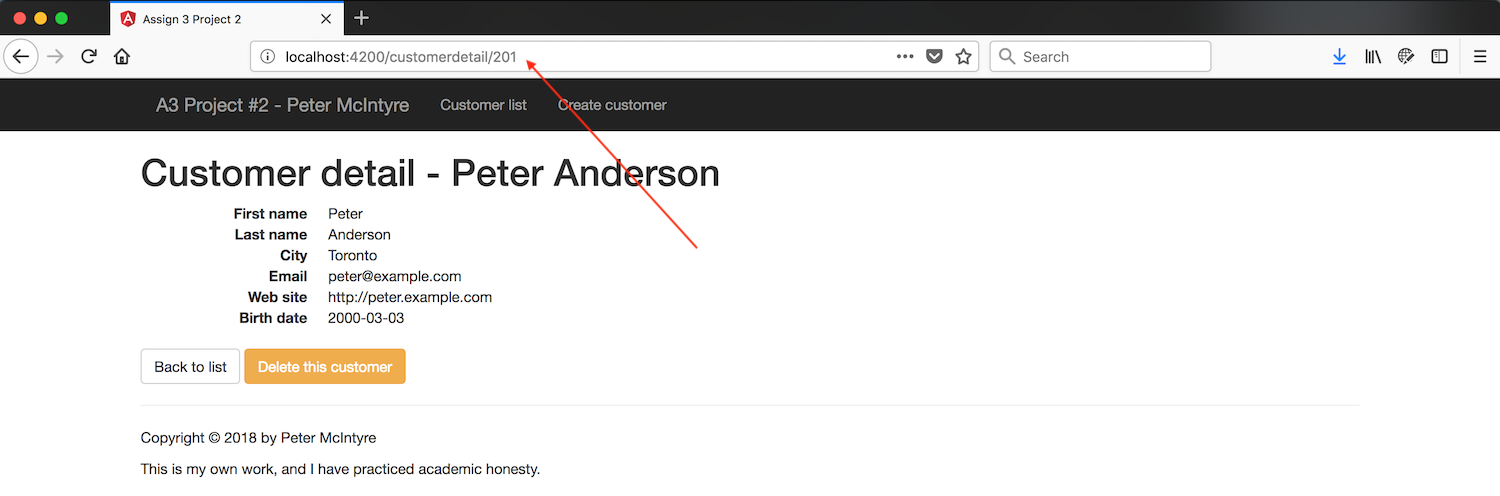 Assign 3 Project 2
localhost:4200/customerdetail/201
Search
A3 Project #2 - Peter McIntyre Customer list Create customer
Customer detail - Peter Anderson
First name Peter
Last name Anderson
City Toronto
Email peter@example.com
Web site http://peter.example.com
Birth date 2000-03-03
Back to list Delete this customer
Copyright © 2018 by Peter McIntyre
This is my own work, and I have practiced academic honesty.